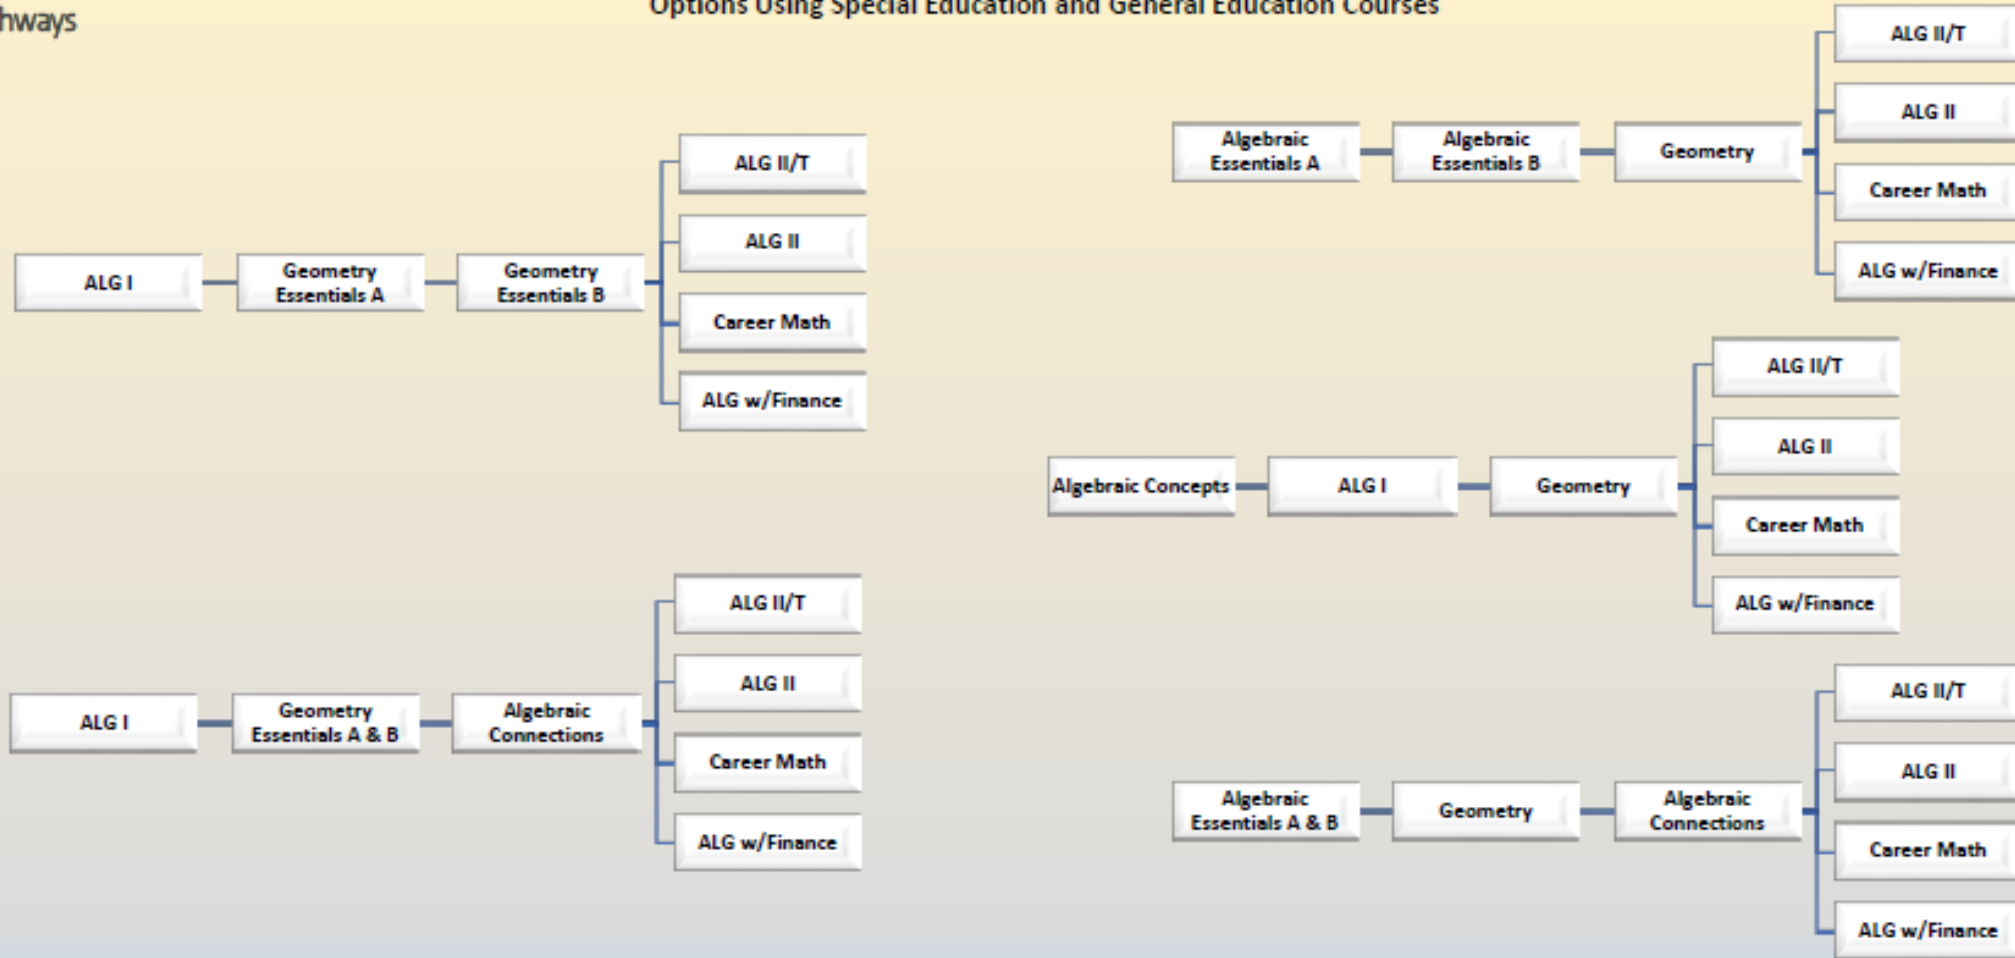 hways
Options Using Special Education and General Education Courses
ALG I
Geometry
Essentials A
Geometry
Essentials B
ALG II/T
ALG II
Career Math
ALG w/Finance
ALG I
Geometry
Essentials A & B
Algebraic
Connections
ALG II/T
ALG II
Career Math
ALG w/Finance
Algebraic
Essentials A
Algebraic
Essentials B
Geometry
ALG II/T
ALG II
Career Math
ALG w/Finance
Algebraic Concepts
ALG I
Geometry
ALG II/T
ALG II
Career Math
ALG w/Finance
Algebraic
Essentials A & B
Geometry
Algebraic
Connections
ALG II/T
ALG II
Career Math
ALG w/Finance